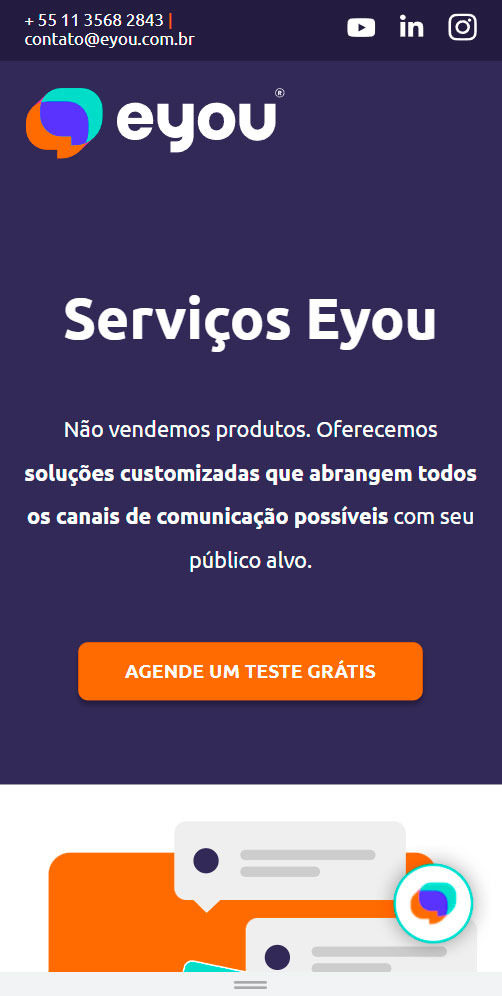 + 55 11 3568 2843 |
contato@eyou.com.br
eyou®
Serviços Eyou
Não vendemos produtos. Oferecemos
soluções customizadas que abrangem todos
os canais de comunicação possíveis com seu
público alvo.
AGENDE UM TESTE GRÁTIS